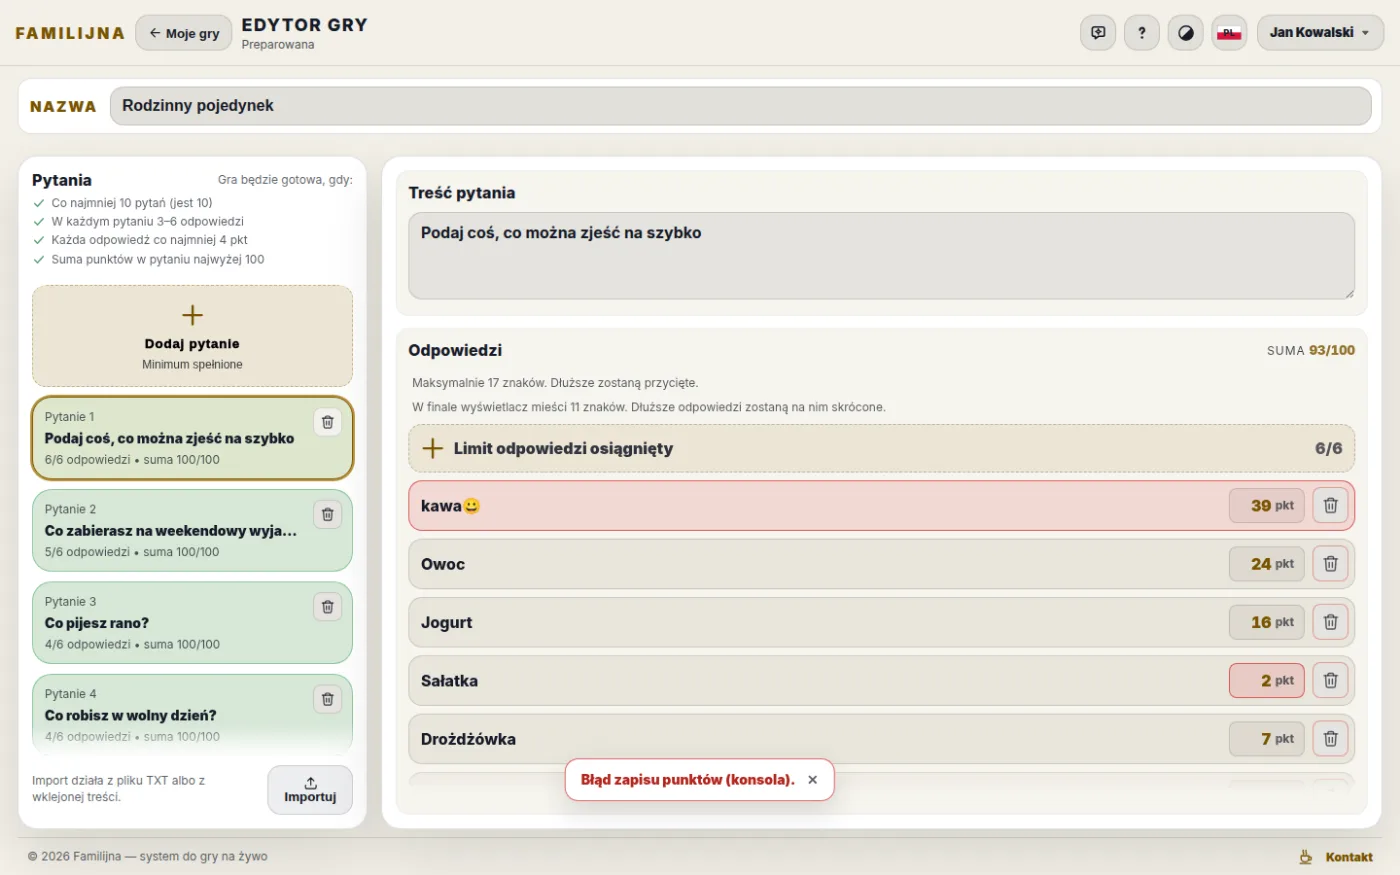 FAMILIJNA
← Moje gry
EDYTOR GRY
Preparowana
?
PL
Jan Kowalski
NAZWA
Rodzinny pojedynek
Pytania
Gra będzie gotowa, gdy:
Co najmniej 10 pytań (jest 10)
W każdym pytaniu 3–6 odpowiedzi
Każda odpowiedź co najmniej 4 pkt
Suma punktów w pytaniu najwyżej 100
Dodaj pytanie
Minimum spełnione
Pytanie 1
Podaj coś, co można zjeść na szybko
6/6 odpowiedzi • suma 100/100
Pytanie 2
Co zabierasz na weekendowy wyja...
5/6 odpowiedzi • suma 100/100
Pytanie 3
Co pijesz rano?
4/6 odpowiedzi • suma 100/100
Pytanie 4
Co robisz w wolny dzień?
4/6 odpowiedzi • suma 100/100
Import działa z pliku TXT albo z
wklejonej treści.
Importuj
Treść pytania
Podaj coś, co można zjeść na szybko
Odpowiedzi
SUMA 93/100
Maksymalnie 17 znaków. Dłuższe zostaną przycięte.
W finale wyświetlacz mieści 11 znaków. Dłuższe odpowiedzi zostaną na nim skrócone.
Limit odpowiedzi osiągnięty
6/6
kawa😀
39 pkt
Owoc
24 pkt
Jogurt
16 pkt
Sałatka
2 pkt
Drożdżówka
7 pkt
Błąd zapisu punktów (konsola). ×
© 2026 Familijna — system do gry na żywo
Kontakt